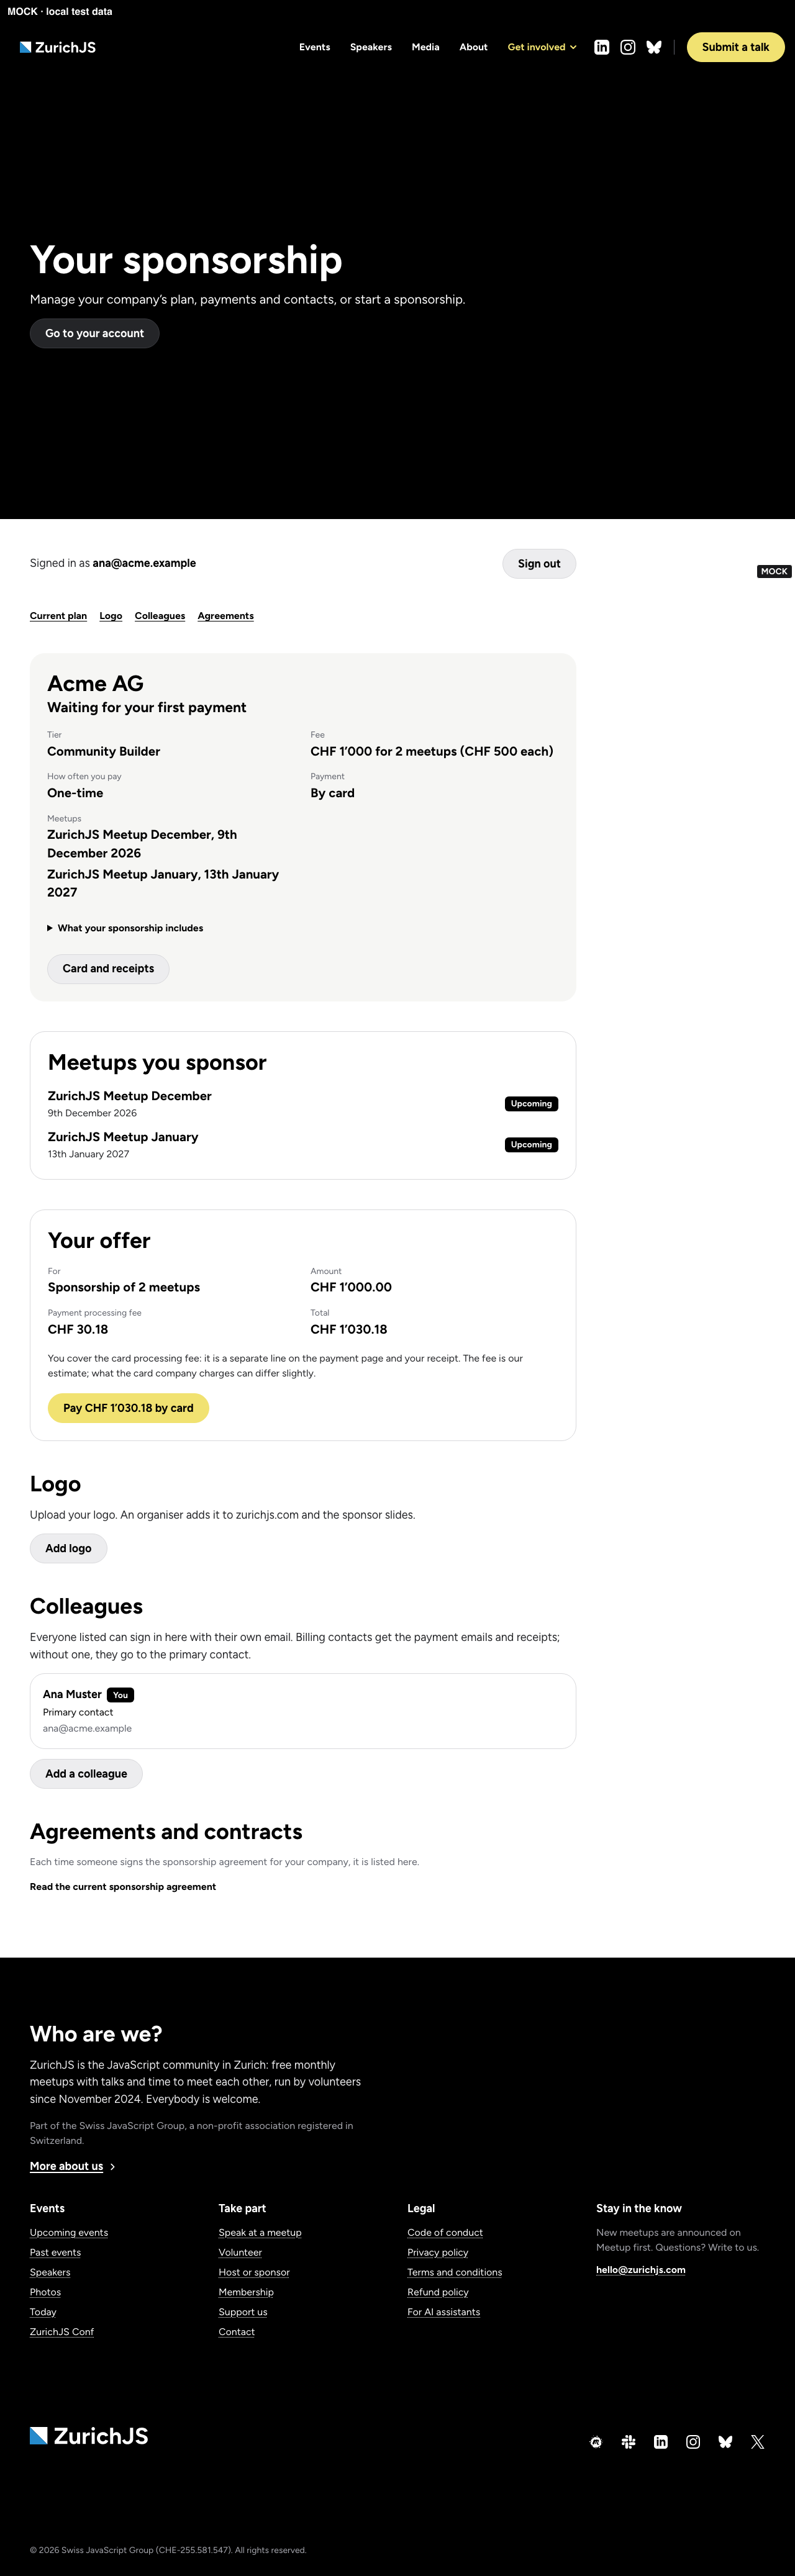 MOCK · local test data
ZurichJS
Events Speakers Media About Get involved Submit a talk
Your sponsorship
Manage your company’s plan, payments and contacts, or start a sponsorship.
Go to your account
Signed in as ana@acme.example
Sign out
MOCK
Current plan Logo Colleagues Agreements
Acme AG
Waiting for your first payment
Tier
Community Builder
Fee
CHF 1’000 for 2 meetups (CHF 500 each)
How often you pay
One-time
Payment
By card
Meetups
ZurichJS Meetup December, 9th
December 2026
ZurichJS Meetup January, 13th January
2027
What your sponsorship includes
Card and receipts
Meetups you sponsor
ZurichJS Meetup December
9th December 2026
Upcoming
ZurichJS Meetup January
13th January 2027
Upcoming
Your offer
For
Sponsorship of 2 meetups
Amount
CHF 1’000.00
Payment processing fee
CHF 30.18
Total
CHF 1’030.18
You cover the card processing fee: it is a separate line on the payment page and your receipt. The fee is our
estimate; what the card company charges can differ slightly.
Pay CHF 1’030.18 by card
Logo
Upload your logo. An organiser adds it to zurichjs.com and the sponsor slides.
Add logo
Colleagues
Everyone listed can sign in here with their own email. Billing contacts get the payment emails and receipts;
without one, they go to the primary contact.
Ana Muster You
Primary contact
ana@acme.example
Add a colleague
Agreements and contracts
Each time someone signs the sponsorship agreement for your company, it is listed here.
Read the current sponsorship agreement
Who are we?
ZurichJS is the JavaScript community in Zurich: free monthly
meetups with talks and time to meet each other, run by volunteers
since November 2024. Everybody is welcome.
Part of the Swiss JavaScript Group, a non-profit association registered in
Switzerland.
More about us
Events
Upcoming events
Past events
Speakers
Photos
Today
ZurichJS Conf
Take part
Speak at a meetup
Volunteer
Host or sponsor
Membership
Support us
Contact
Legal
Code of conduct
Privacy policy
Terms and conditions
Refund policy
For AI assistants
Stay in the know
New meetups are announced on
Meetup first. Questions? Write to us.
hello@zurichjs.com
ZurichJS
© 2026 Swiss JavaScript Group (CHE-255.581.547). All rights reserved.